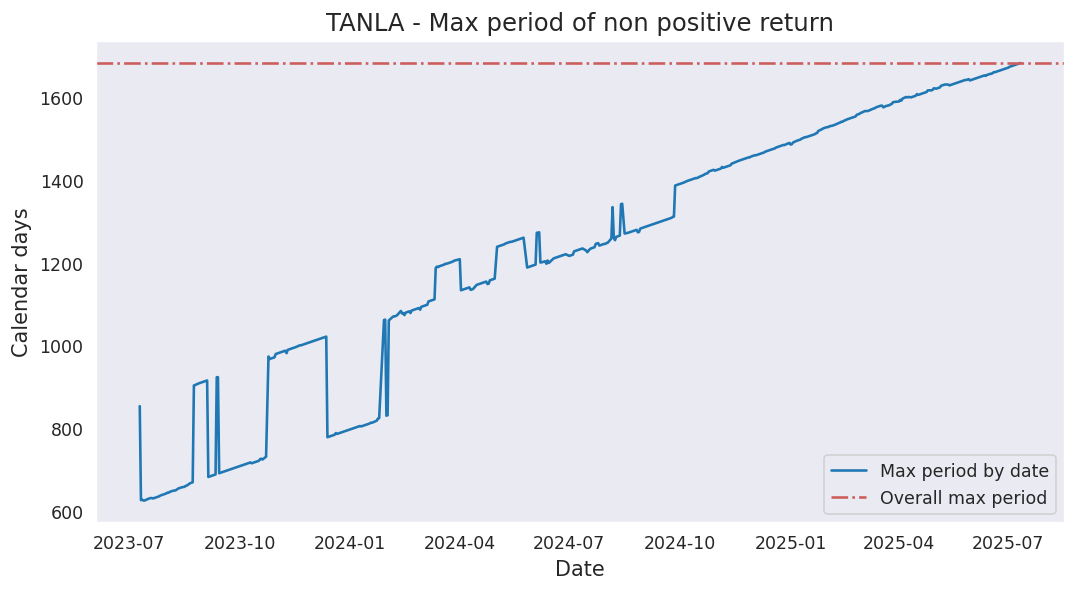 TANLA - Max period of non positive return
Calendar days
1600
1400
1200
1000
800
600
Max period by date
Overall max period
2023-07 2023-10 2024-01 2024-04 2024-07 2024-10 2025-01 2025-04 2025-07
Date